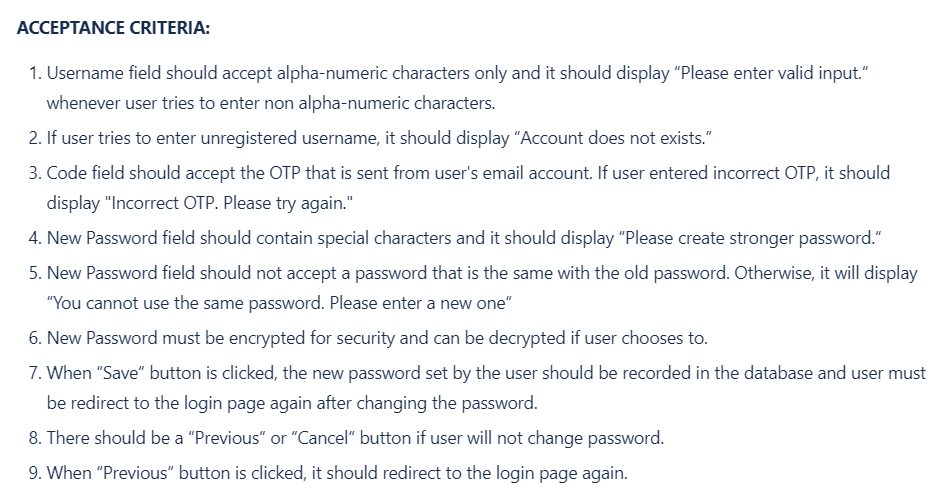 ACCEPTANCE CRITERIA:
1. Username field should accept alpha-numeric characters only and it should display “Please enter valid input.”
whenever user tries to enter non alpha-numeric characters.
2. If user tries to enter unregistered username, it should display “Account does not exists.”
3. Code field should accept the OTP that is sent from user's email account. If user entered incorrect OTP, it should
display "Incorrect OTP. Please try again."
4. New Password field should contain special characters and it should display “Please create stronger password.”
5. New Password field should not accept a password that is the same with the old password. Otherwise, it will display
“You cannot use the same password. Please enter a new one”
6. New Password must be encrypted for security and can be decrypted if user chooses to.
7. When “Save” button is clicked, the new password set by the user should be recorded in the database and user must
be redirect to the login page again after changing the password.
8. There should be a “Previous” or “Cancel” button if user will not change password.
9. When “Previous” button is clicked, it should redirect to the login page again.